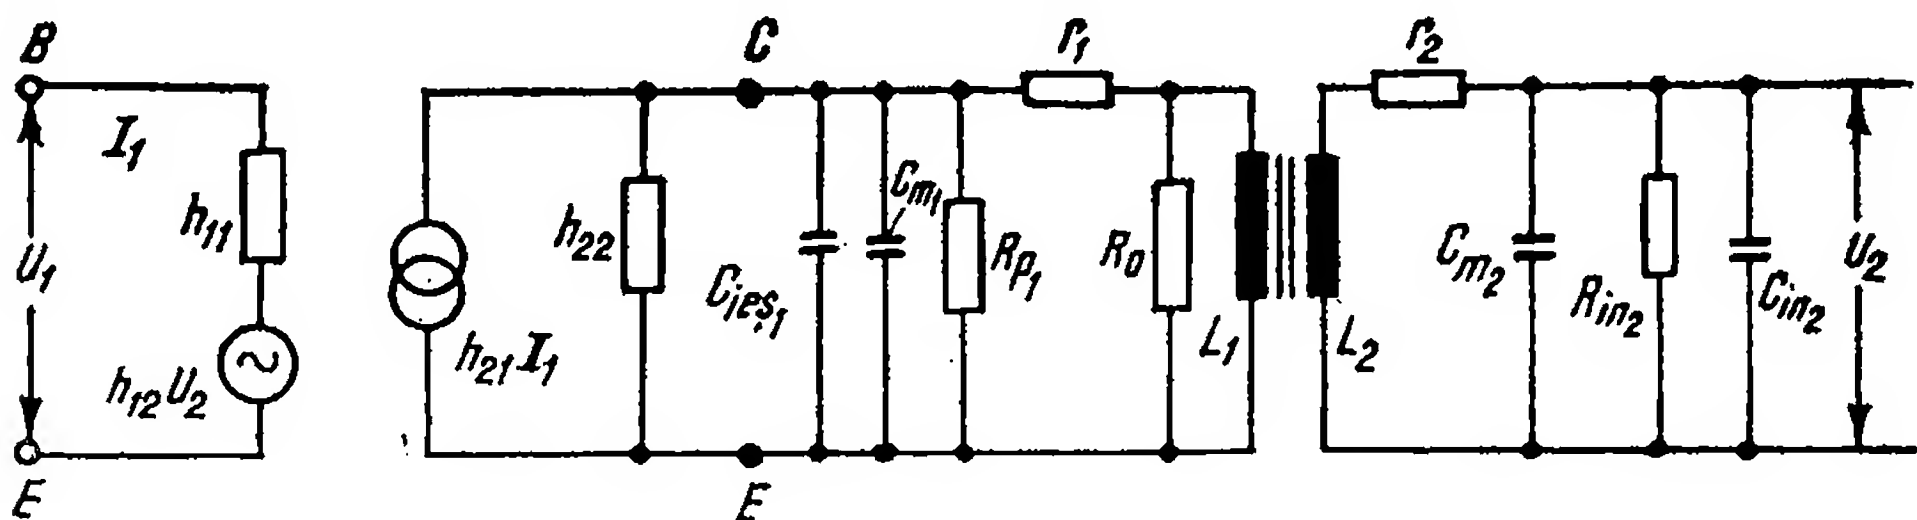 B
I₁
h₁₁
U₁
h₁₂U₂
E
h₂₁I₁
h₂₂
C
E
Cies₁
Cm₁
Rp₁
r₁
R₀
L₁
L₂
r₂
Cm₂
Rin₂
Cin₂
U₂